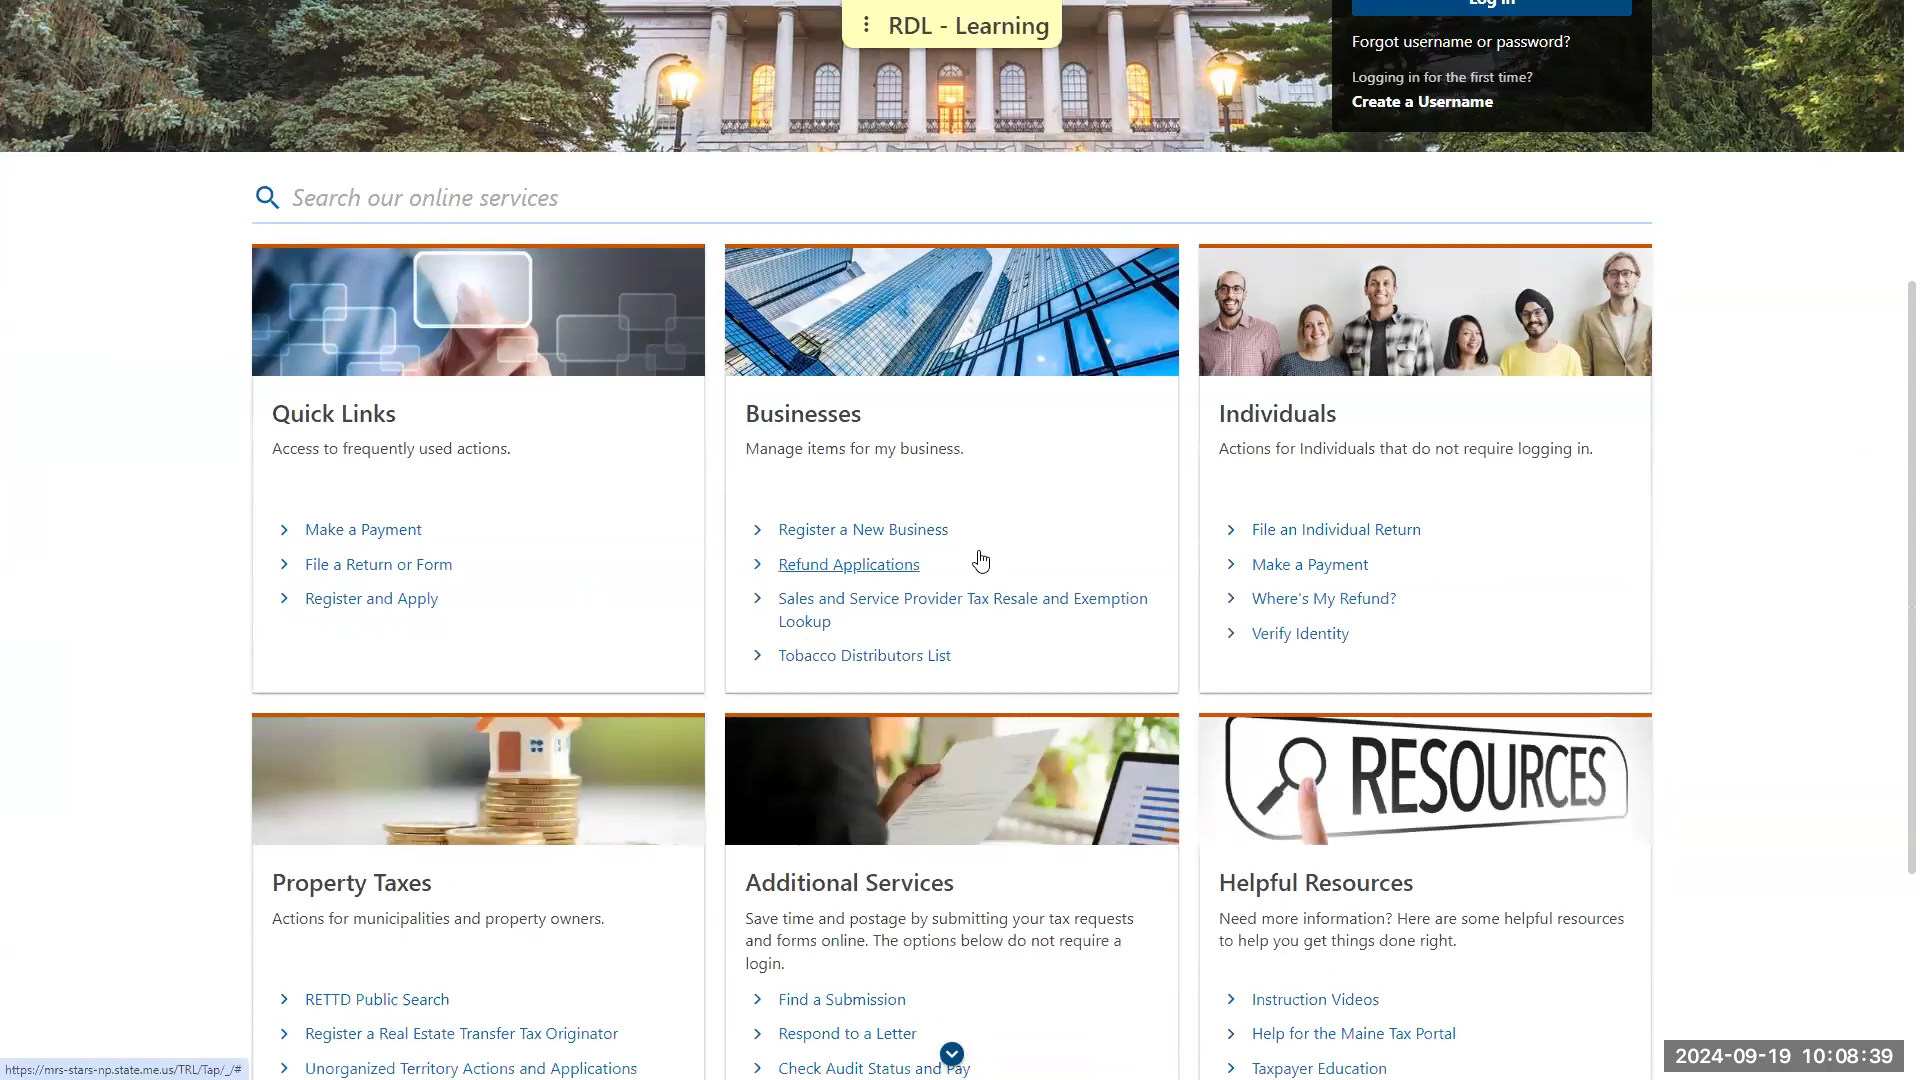 RDL - Learning
Log in
Forgot username or password?
Logging in for the first time?
Create a Username
Search our online services
Quick Links
Access to frequently used actions.
Make a Payment
File a Return or Form
Register and Apply
Businesses
Manage items for my business.
Register a New Business
Refund Applications
Sales and Service Provider Tax Resale and Exemption
Lookup
Tobacco Distributors List
Individuals
Actions for Individuals that do not require logging in.
File an Individual Return
Make a Payment
Where's My Refund?
Verify Identity
Property Taxes
Actions for municipalities and property owners.
RETTD Public Search
Register a Real Estate Transfer Tax Originator
Unorganized Territory Actions and Applications
Additional Services
Save time and postage by submitting your tax requests
and forms online. The options below do not require a
login.
Find a Submission
Respond to a Letter
Check Audit Status and Pay
RESOURCES
Helpful Resources
Need more information? Here are some helpful resources
to help you get things done right.
Instruction Videos
Help for the Maine Tax Portal
Taxpayer Education
https://mrs-stars-np.state.me.us/TRL/Tap/_/#
2024-09-19 10:08:39